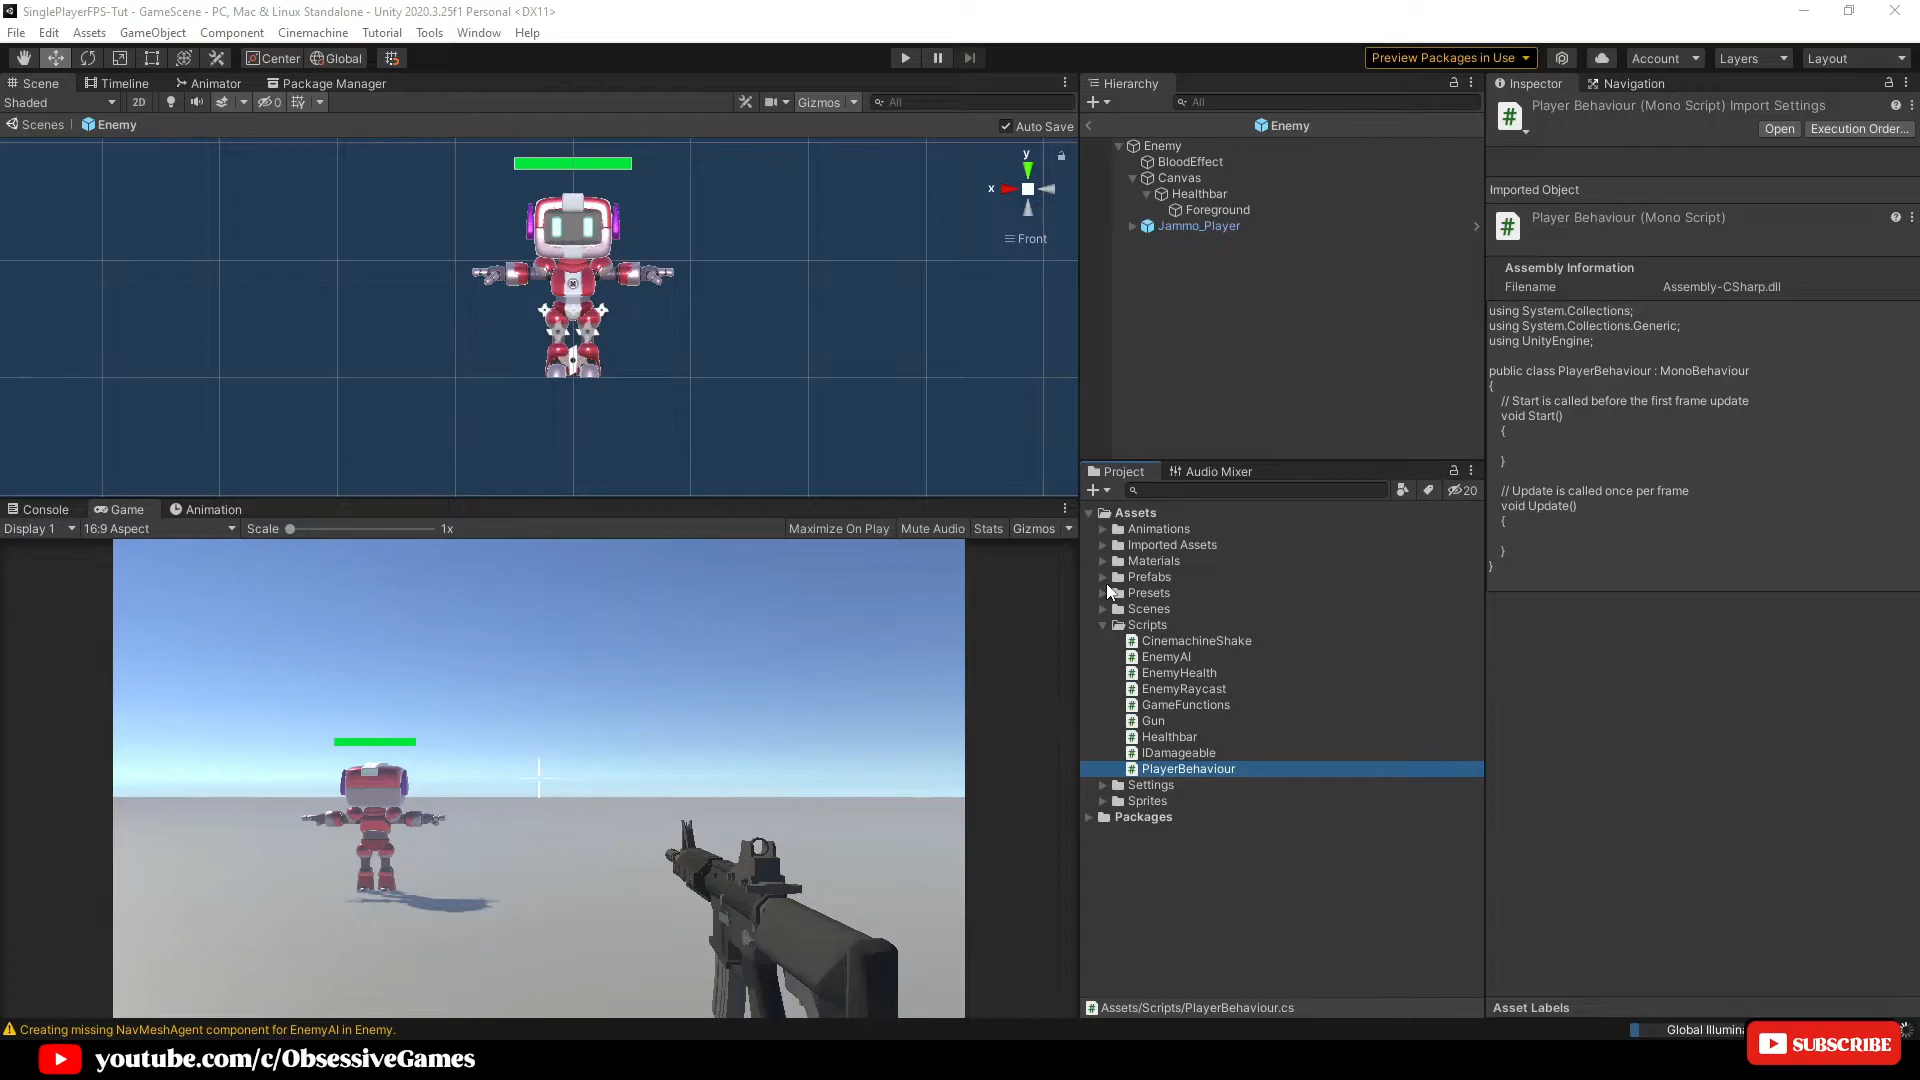 SinglePlayerFPS-Tut - GameScene - PC, Mac & Linux Standalone - Unity 2020.3.25f1 Personal <DX11>
File Edit Assets GameObject Component Cinemachine Tutorial Tools Window Help
Center Global Preview Packages in Use Account Layers Layout
Scene Timeline Animator Package Manager
Shaded 2D 0 Gizmos All
Scenes Enemy Auto Save
y
x
Front
Hierarchy
All
Enemy
Enemy
BloodEffect
Canvas
Healthbar
Foreground
Jammo_Player
Inspector Navigation
Player Behaviour (Mono Script) Import Settings
Open Execution Order...
Imported Object
Player Behaviour (Mono Script)
Assembly Information
Filename Assembly-CSharp.dll
using System.Collections;
using System.Collections.Generic;
using UnityEngine;
public class PlayerBehaviour : MonoBehaviour
{
// Start is called before the first frame update
void Start()
{
}
// Update is called once per frame
void Update()
{
}
}
Console Game Animation
Display 1 16:9 Aspect Scale 1x Maximize On Play Mute Audio Stats Gizmos
Project Audio Mixer
20
Assets
Animations
Imported Assets
Materials
Prefabs
Presets
Scenes
Scripts
CinemachineShake
EnemyAI
EnemyHealth
EnemyRaycast
GameFunctions
Gun
Healthbar
IDamageable
PlayerBehaviour
Settings
Sprites
Packages
Assets/Scripts/PlayerBehaviour.cs
Asset Labels
Creating missing NavMeshAgent component for EnemyAI in Enemy.
Global
youtube.com/c/ObsessiveGames
SUBSCRIBE